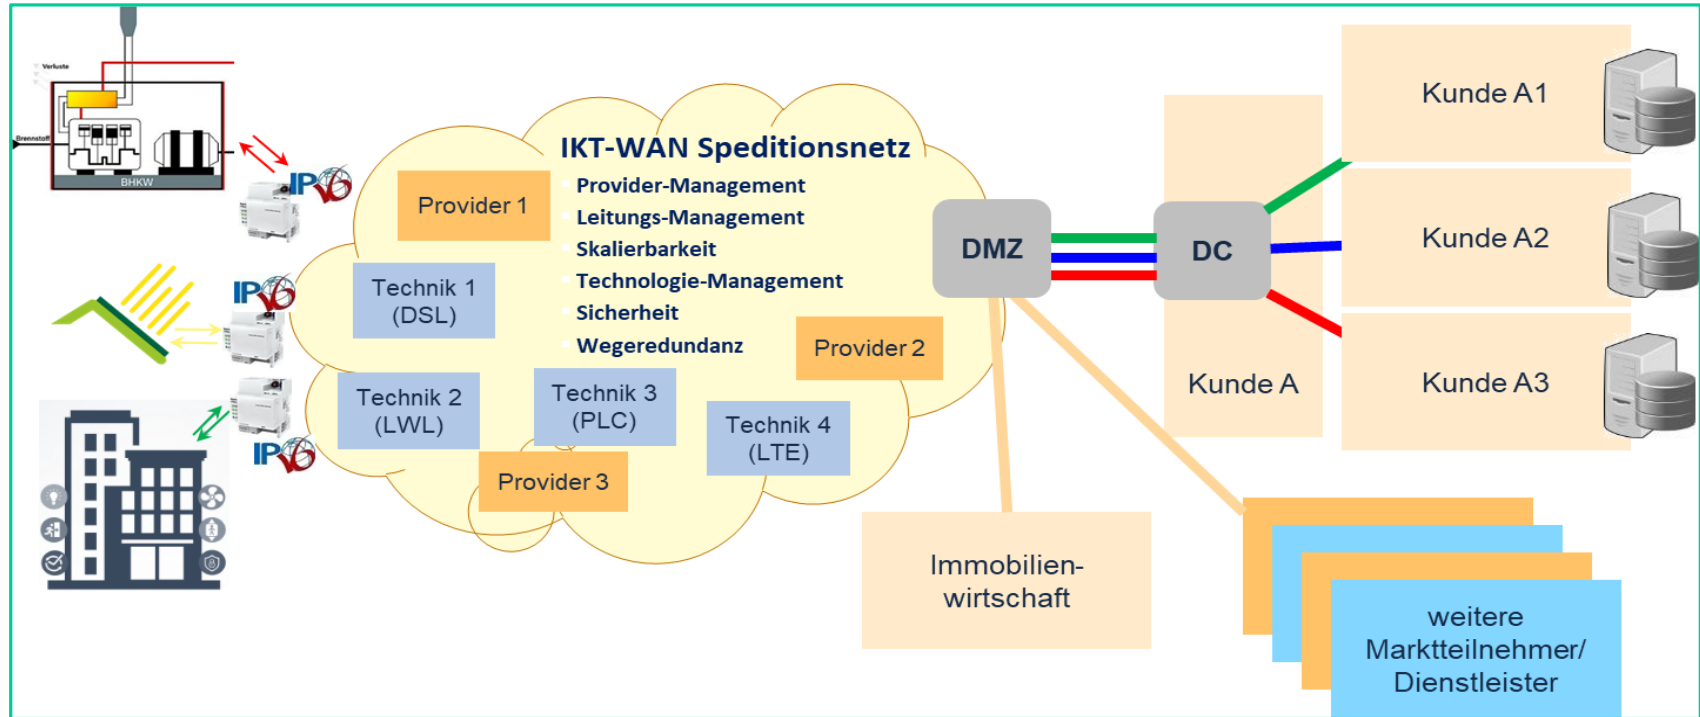 Verluste
Brennstoff
BHKW
IPv6
IPv6
IPv6
IKT-WAN Speditionsnetz
Provider-Management
Leitungs-Management
Skalierbarkeit
Technologie-Management
Sicherheit
Wegeredundanz
Provider 1
Technik 1
(DSL)
Technik 2
(LWL)
Technik 3
(PLC)
Provider 2
Technik 4
(LTE)
Provider 3
DMZ
DC
Kunde A
Kunde A1
Kunde A2
Kunde A3
Immobilien-
wirtschaft
weitere
Marktteilnehmer/
Dienstleister